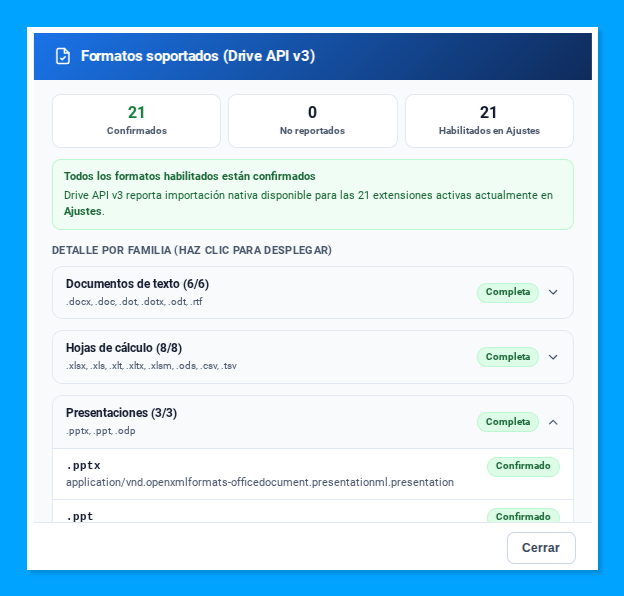 Formatos soportados (Drive API v3)
21
Confirmados
0
No reportados
21
Habilitados en Ajustes
Todos los formatos habilitados están confirmados
Drive API v3 reporta importación nativa disponible para las 21 extensiones activas actualmente en
Ajustes.
DETALLE POR FAMILIA (HAZ CLIC PARA DESPLEGAR)
Documentos de texto (6/6)
.docx, .doc, .dot, .dotx, .odt, .rtf
Completa
Hojas de cálculo (8/8)
.xlsx, .xls, .xlt, .xltx, .xlsm, .ods, .csv, .tsv
Completa
Presentaciones (3/3)
.pptx, .ppt, .odp
Completa
.pptx
application/vnd.openxmlformats-officedocument.presentationml.presentation
Confirmado
.ppt
Confirmado
Cerrar